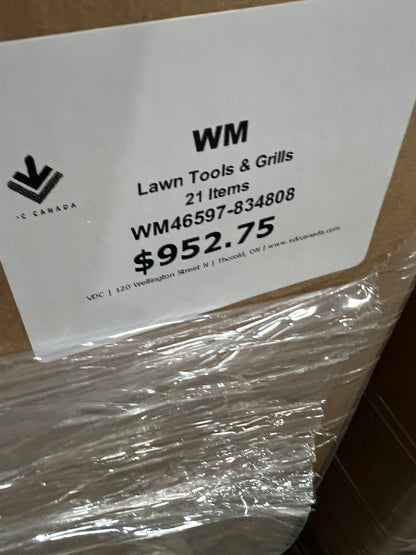 WM
Lawn Tools & Grills
21 Items
WM46597-834808
$952.75
VDC | 120 Wellington Street N | Thorold, ON | www.vdccanada.com
CANADA